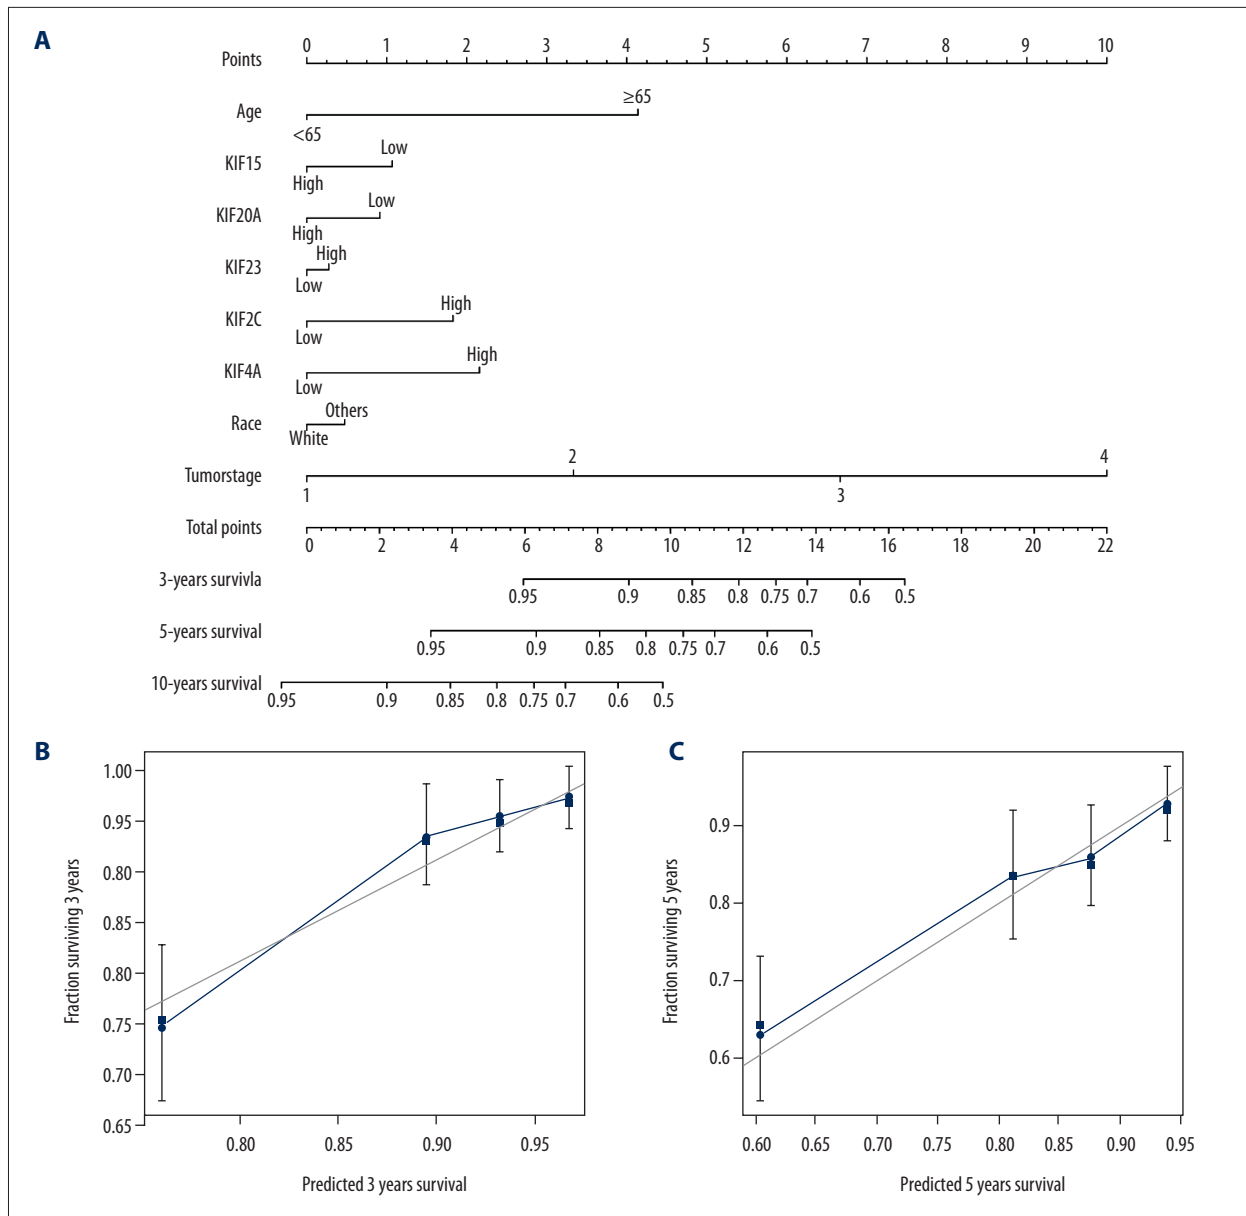 A
Points 0 1 2 3 4 5 6 7 8 9 10
Age <65 ≥65
KIF15 High Low
KIF20A High Low
KIF23 Low High
KIF2C Low High
KIF4A Low High
Race White Others
Tumorstage 1 2 3 4
Total points 0 2 4 6 8 10 12 14 16 18 20 22
3-years survivla 0.95 0.9 0.85 0.8 0.75 0.7 0.6 0.5
5-years survival 0.95 0.9 0.85 0.8 0.75 0.7 0.6 0.5
10-years survival 0.95 0.9 0.85 0.8 0.75 0.7 0.6 0.5
B
Fraction surviving 3 years
1.00
0.95
0.80
0.85
0.80
0.75
0.70
0.65
0.80 0.85 0.90 0.95
Predicted 3 years survival
C
Fraction surviving 5 years
0.9
0.8
0.7
0.6
0.60 0.65 0.70 0.75 0.80 0.85 0.90 0.95
Predicted 5 years survival